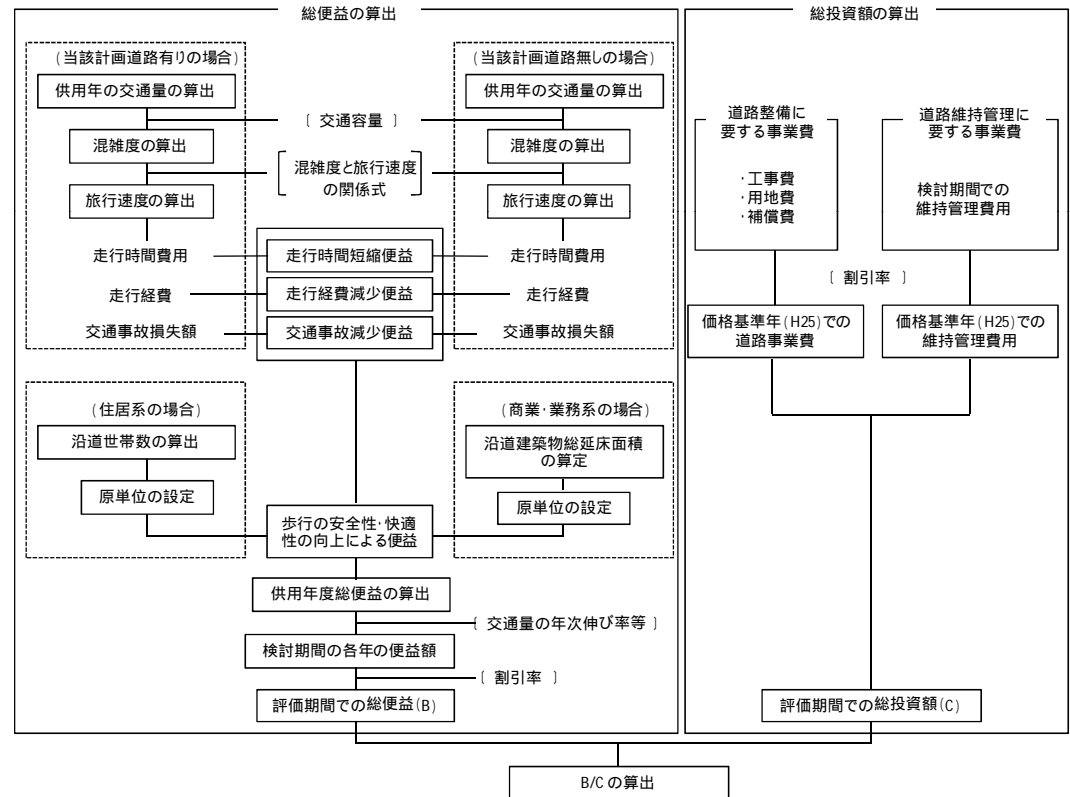 総便益の算出
総投資額の算出
(当該計画道路有りの場合)
供用年の交通量の算出
混雑度の算出
旅行速度の算出
走行時間費用
走行経費
交通事故損失額
〔 交通容量 〕
混雑度と旅行速度
の関係式
走行時間短縮便益
走行経費減少便益
交通事故減少便益
(当該計画道路無しの場合)
供用年の交通量の算出
混雑度の算出
旅行速度の算出
走行時間費用
走行経費
交通事故損失額
(住居系の場合)
沿道世帯数の算出
原単位の設定
(商業・業務系の場合)
沿道建築物総延床面積
の算定
原単位の設定
歩行の安全性・快適
性の向上による便益
供用年度総便益の算出
〔 交通量の年次伸び率等 〕
検討期間の各年の便益額
〔 割引率 〕
評価期間での総便益(B)
道路整備に
要する事業費
・工事費
・用地費
・補償費
道路維持管理に
要する事業費
検討期間での
維持管理費用
〔 割引率 〕
価格基準年(H25)での
道路事業費
価格基準年(H25)での
維持管理費用
評価期間での総投資額(C)
B/C の算出